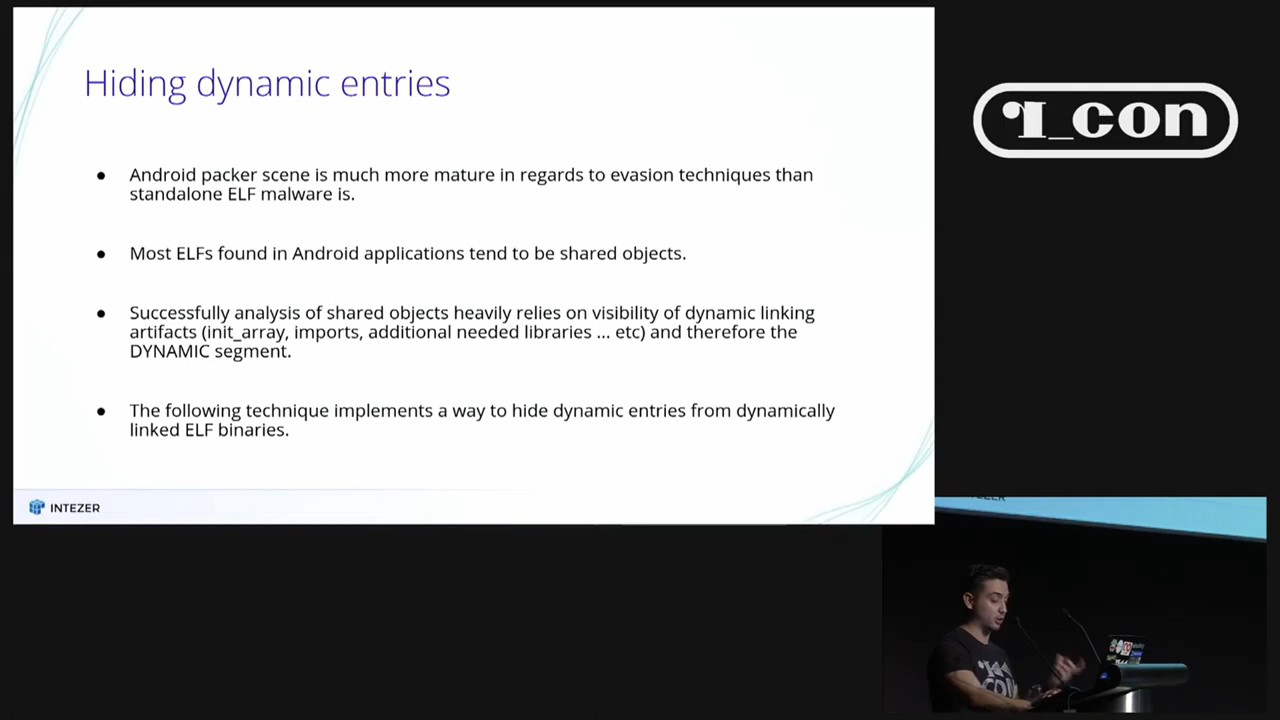 Hiding dynamic entries
● Android packer scene is much more mature in regards to evasion techniques than
standalone ELF malware is.
● Most ELFs found in Android applications tend to be shared objects.
● Successfully analysis of shared objects heavily relies on visibility of dynamic linking
artifacts (init_array, imports, additional needed libraries ... etc) and therefore the
DYNAMIC segment.
● The following technique implements a way to hide dynamic entries from dynamically
linked ELF binaries.
INTEZER
r2_con